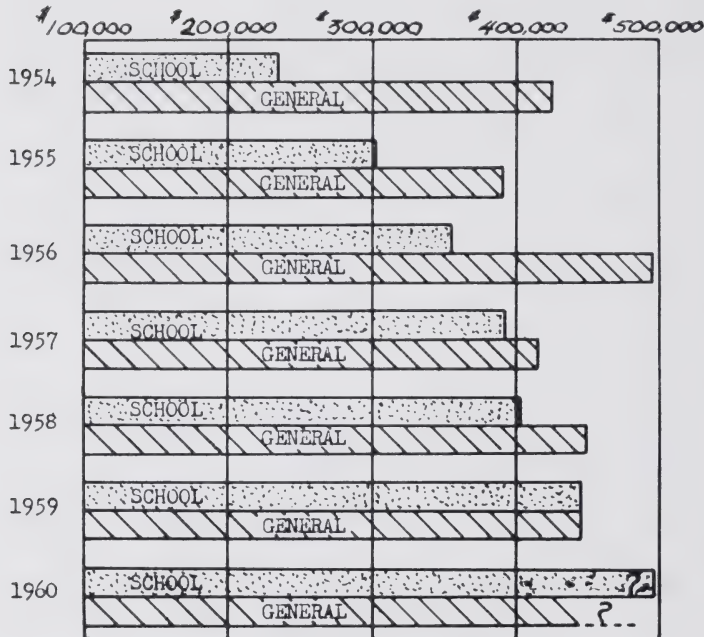 $100,000 $200,000 $300,000 $400,000 $500,000
SCHOOL
1954
GENERAL
SCHOOL
1955
GENERAL
SCHOOL
1956
GENERAL
SCHOOL
1957
GENERAL
SCHOOL
1958
GENERAL
SCHOOL
1959
GENERAL
SCHOOL ?
1960
GENERAL ?